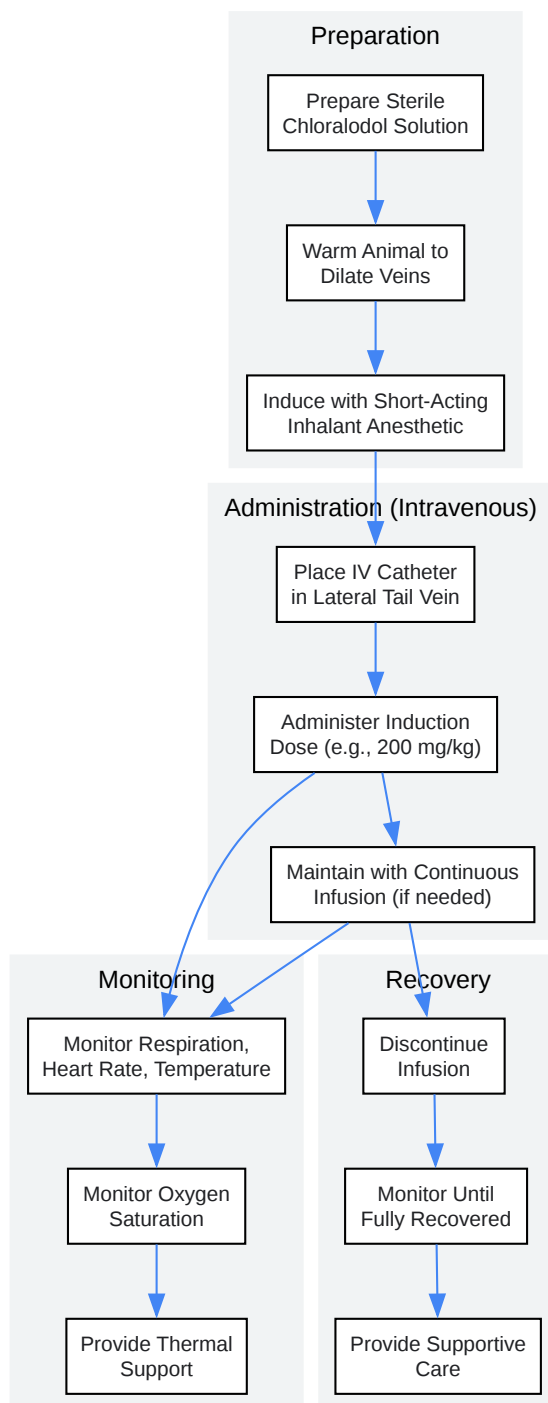 Preparation
Prepare Sterile
Chloralodol Solution
Warm Animal to
Dilate Veins
Induce with Short-Acting
Inhalant Anesthetic
Administration (Intravenous)
Place IV Catheter
in Lateral Tail Vein
Administer Induction
Dose (e.g., 200 mg/kg)
Maintain with Continuous
Infusion (if needed)
Monitoring
Monitor Respiration,
Heart Rate, Temperature
Monitor Oxygen
Saturation
Provide Thermal
Support
Recovery
Discontinue
Infusion
Monitor Until
Fully Recovered
Provide Supportive
Care